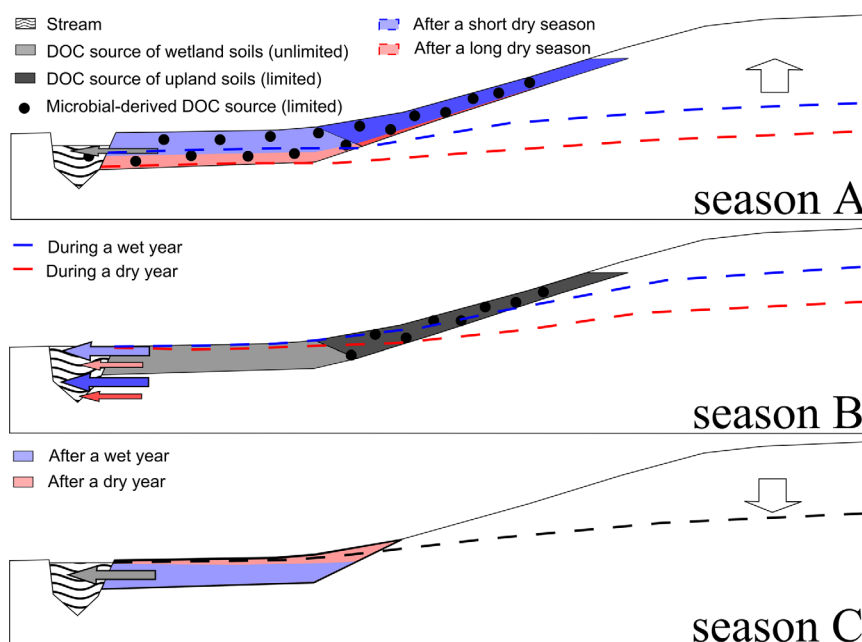 Stream
DOC source of wetland soils (unlimited)
DOC source of upland soils (limited)
Microbial-derived DOC source (limited)
After a short dry season
After a long dry season
season A
During a wet year
During a dry year
season B
After a wet year
After a dry year
season C